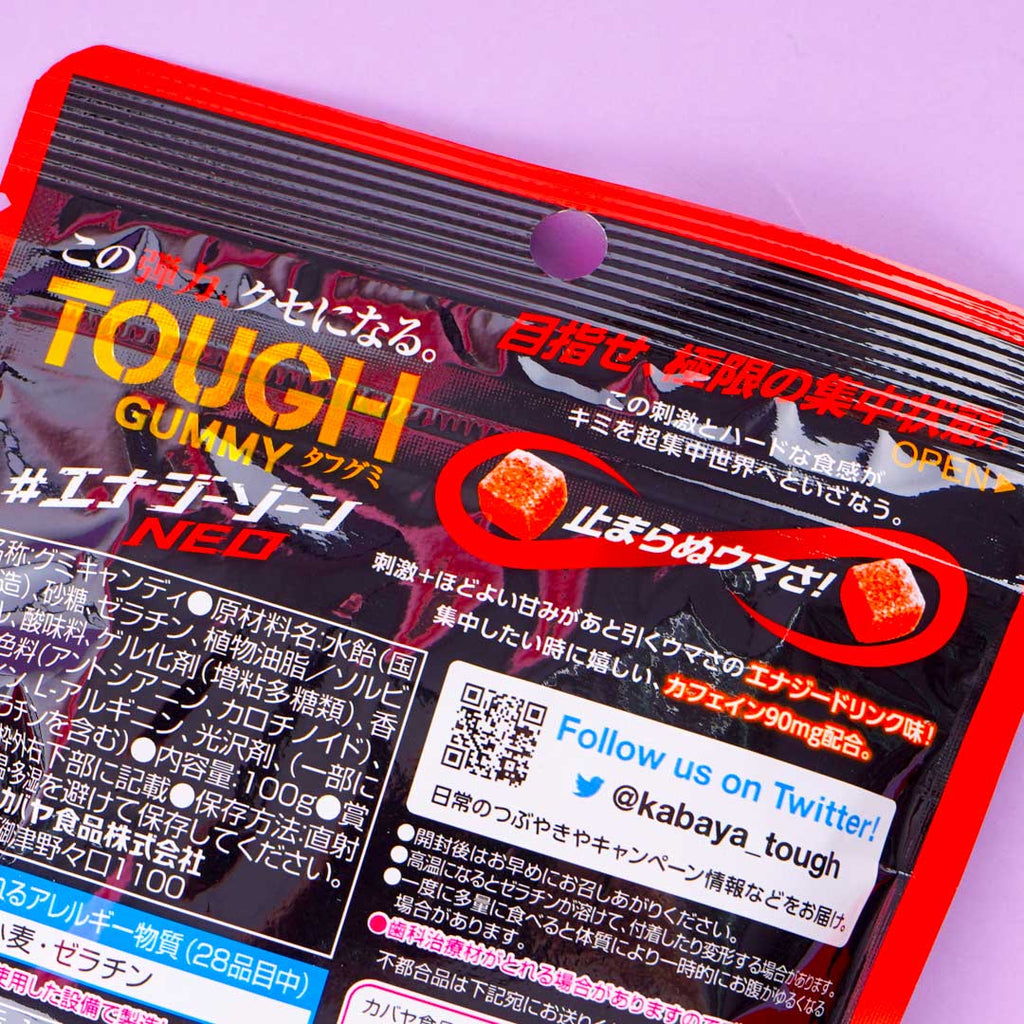 この弾力、クセになる。
TOUGH
GUMMY タフグミ
#エナジーゾーン
NEO
目指せ、極限の集中状態。
この刺激とハードな食感が
キミを超集中世界へといざなう。
OPEN
止まらぬウマさ!
刺激+ほどよい甘みがあと引くウマさのエナジードリンク味!
集中したい時に嬉しい、カフェイン90mg配合。
名称:グミキャンディ●原材料名:水飴(国
造)、砂糖、ゼラチン、植物油脂/ソルビ
、酸味料、ゲル化剤(増粘多糖類)、香
色料(アントシアニン、カロチノイド)、
ン、L-アルギニン、光沢剤、(一部に
ラチンを含む)●内容量:100g●賞
枠外右下部に記載●保存方法:直射
温多湿を避けて保存してください。
カバヤ食品株式会社
御津野々口1100
Follow us on Twitter!
@kabaya_tough
日常のつぶやきやキャンペーン情報などをお届け。
●開封後はお早めにお召しあがりください。
●高温になるとゼラチンが溶けて、付着したり変形する場合があります。
●一度に多量に食べると体質により一時的にお腹がゆるくなる
場合があります。
●歯科治療材がとれる場合がありますので
不都合品は下記宛にお送りく
カバヤ食品
るアレルギー物質(28品目中)
小麦・ゼラチン
使用した設備で製造